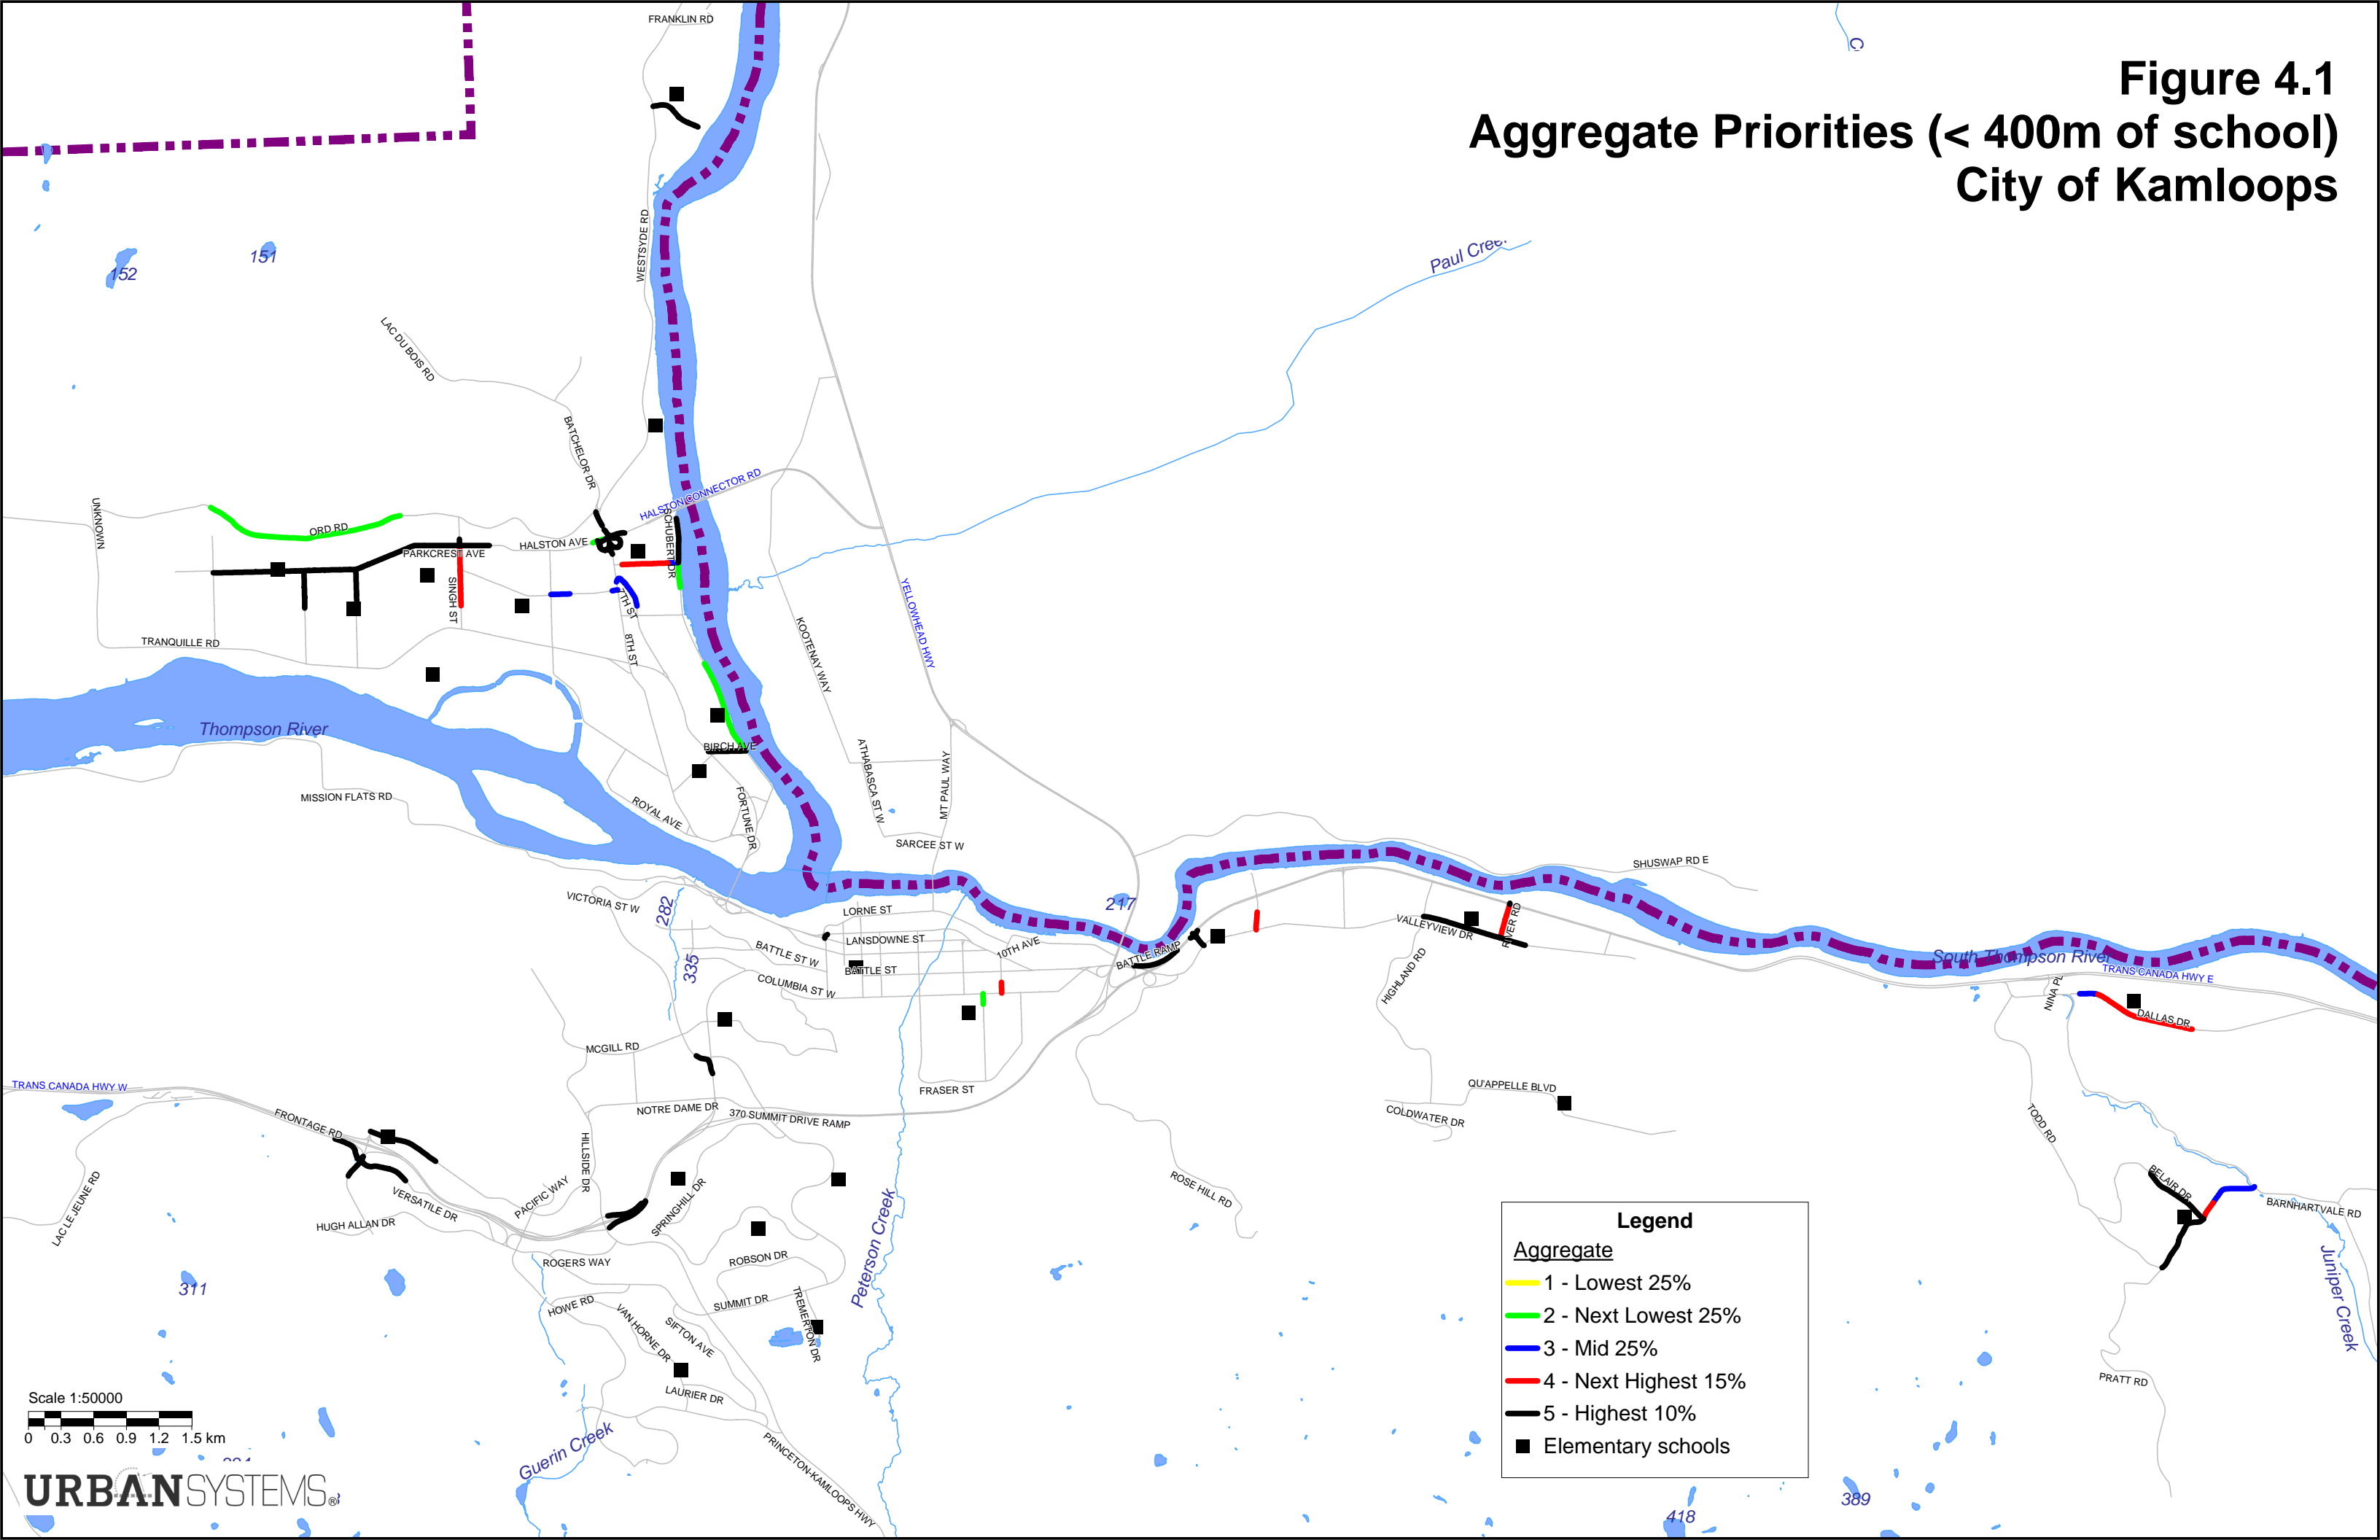 FRANKLIN RD
C
Figure 4.1
Aggregate Priorities (< 400m of school)
City of Kamloops
WESTSYDE RD
152
151
Paul Creek
LAC DU BOIS RD
BATCHELOR DR
HALSTON CONNECTOR RD
UNKNOWN
ORD RD
SCHUBERT DR
HALSTON AVE
PARKCREST AVE
SINGH ST
7TH ST
8TH ST
YELLOWHEAD HWY
KOOTENAY WAY
TRANQUILLE RD
Thompson River
BIRCH AVE
ATHABASCA ST W
MT PAUL WAY
MISSION FLATS RD
ROYAL AVE
FORTUNE DR
SARCEE ST W
SHUSWAP RD E
VICTORIA ST W
282
217
LORNE ST
LANSDOWNE ST
BATTLE ST W
10TH AVE
BATTLE RAMP
VALLEYVIEW DR
RIVER RD
BATTLE ST
335
COLUMBIA ST W
HIGHLAND RD
South Thompson River
TRANS CANADA HWY E
NINA PL
DALLAS DR
MCGILL RD
FRASER ST
TRANS CANADA HWY W
NOTRE DAME DR
370 SUMMIT DRIVE RAMP
QU'APPELLE BLVD
COLDWATER DR
TODD RD
FRONTAGE RD
HILLSIDE DR
LAC LE JEUNE RD
VERSATILE DR
HUGH ALLAN DR
PACIFIC WAY
SPRINGHILL DR
ROSE HILL RD
BELAIR DR
BARNHARTVALE RD
Peterson Creek
ROGERS WAY
ROBSON DR
311
HOWE RD
VAN HORNE DR
SIFTON AVE
SUMMIT DR
TREMERTON DR
Juniper Creek
PRATT RD
LAURIER DR
PRINCETON-KAMLOOPS HWY
Guerin Creek
Legend
Aggregate
1 - Lowest 25%
2 - Next Lowest 25%
3 - Mid 25%
4 - Next Highest 15%
5 - Highest 10%
Elementary schools
Scale 1:50000
0 0.3 0.6 0.9 1.2 1.5 km
URBANSYSTEMS®
389
418